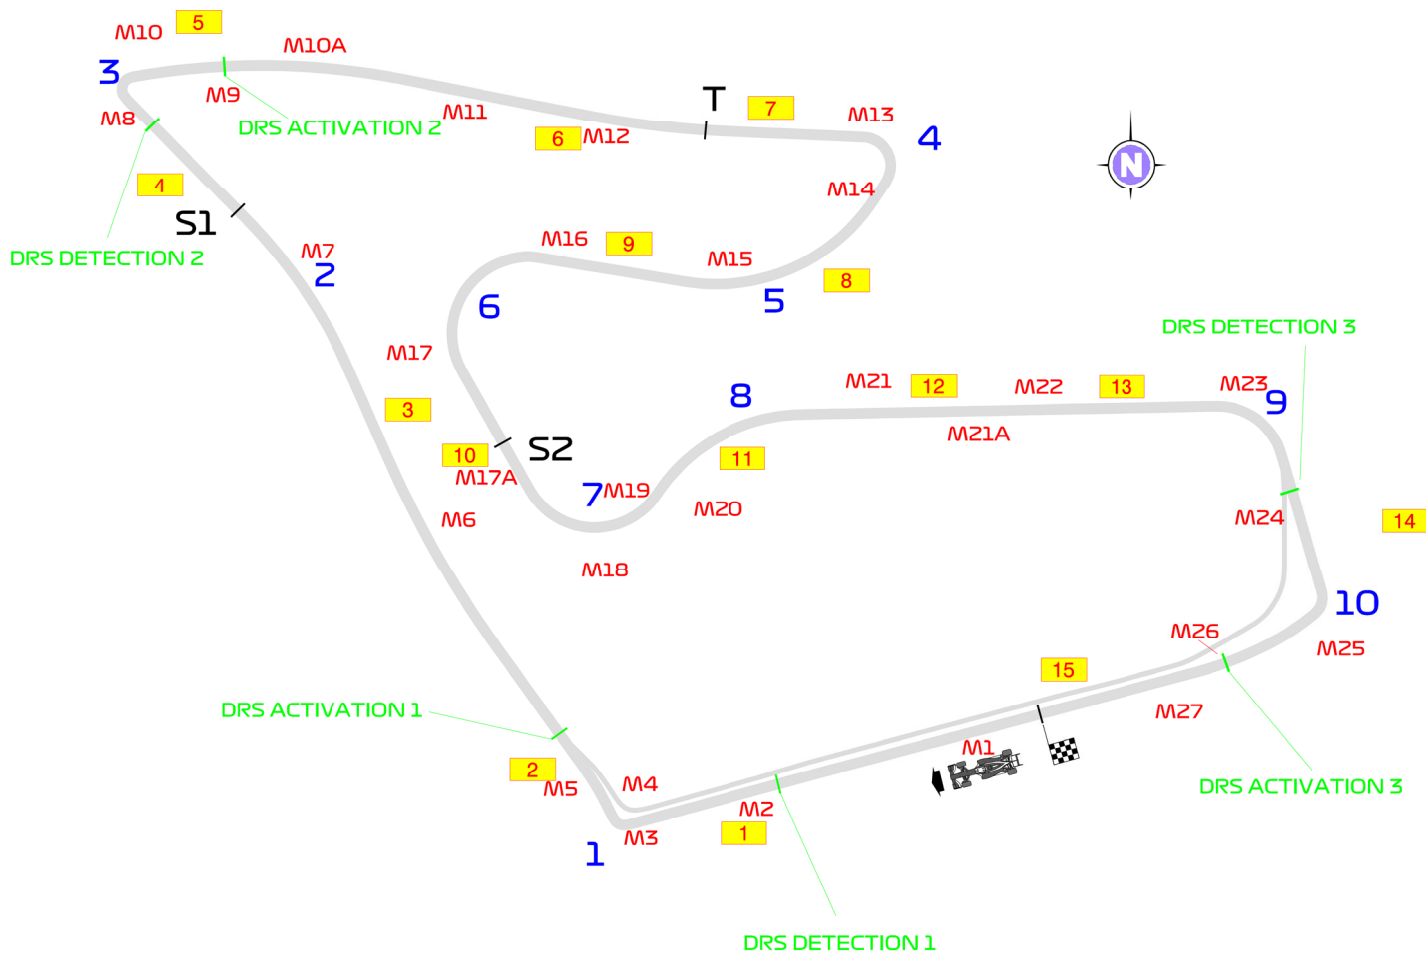 5
M10
M10A
3
M9
T
7
M13
M11
M8
DRS ACTIVATION 2
6
M12
4
N
4
M14
S1
M7
M16
9
DRS DETECTION 2
2
M15
8
6
5
DRS DETECTION 3
M17
M21
12
M22
13
M23
8
9
3
M21A
10
S2
11
M17A
7
M19
M20
M6
M24
14
M18
10
M26
M25
15
DRS ACTIVATION 1
M27
M1
2
M5
M4
DRS ACTIVATION 3
M2
1
M3
1
DRS DETECTION 1